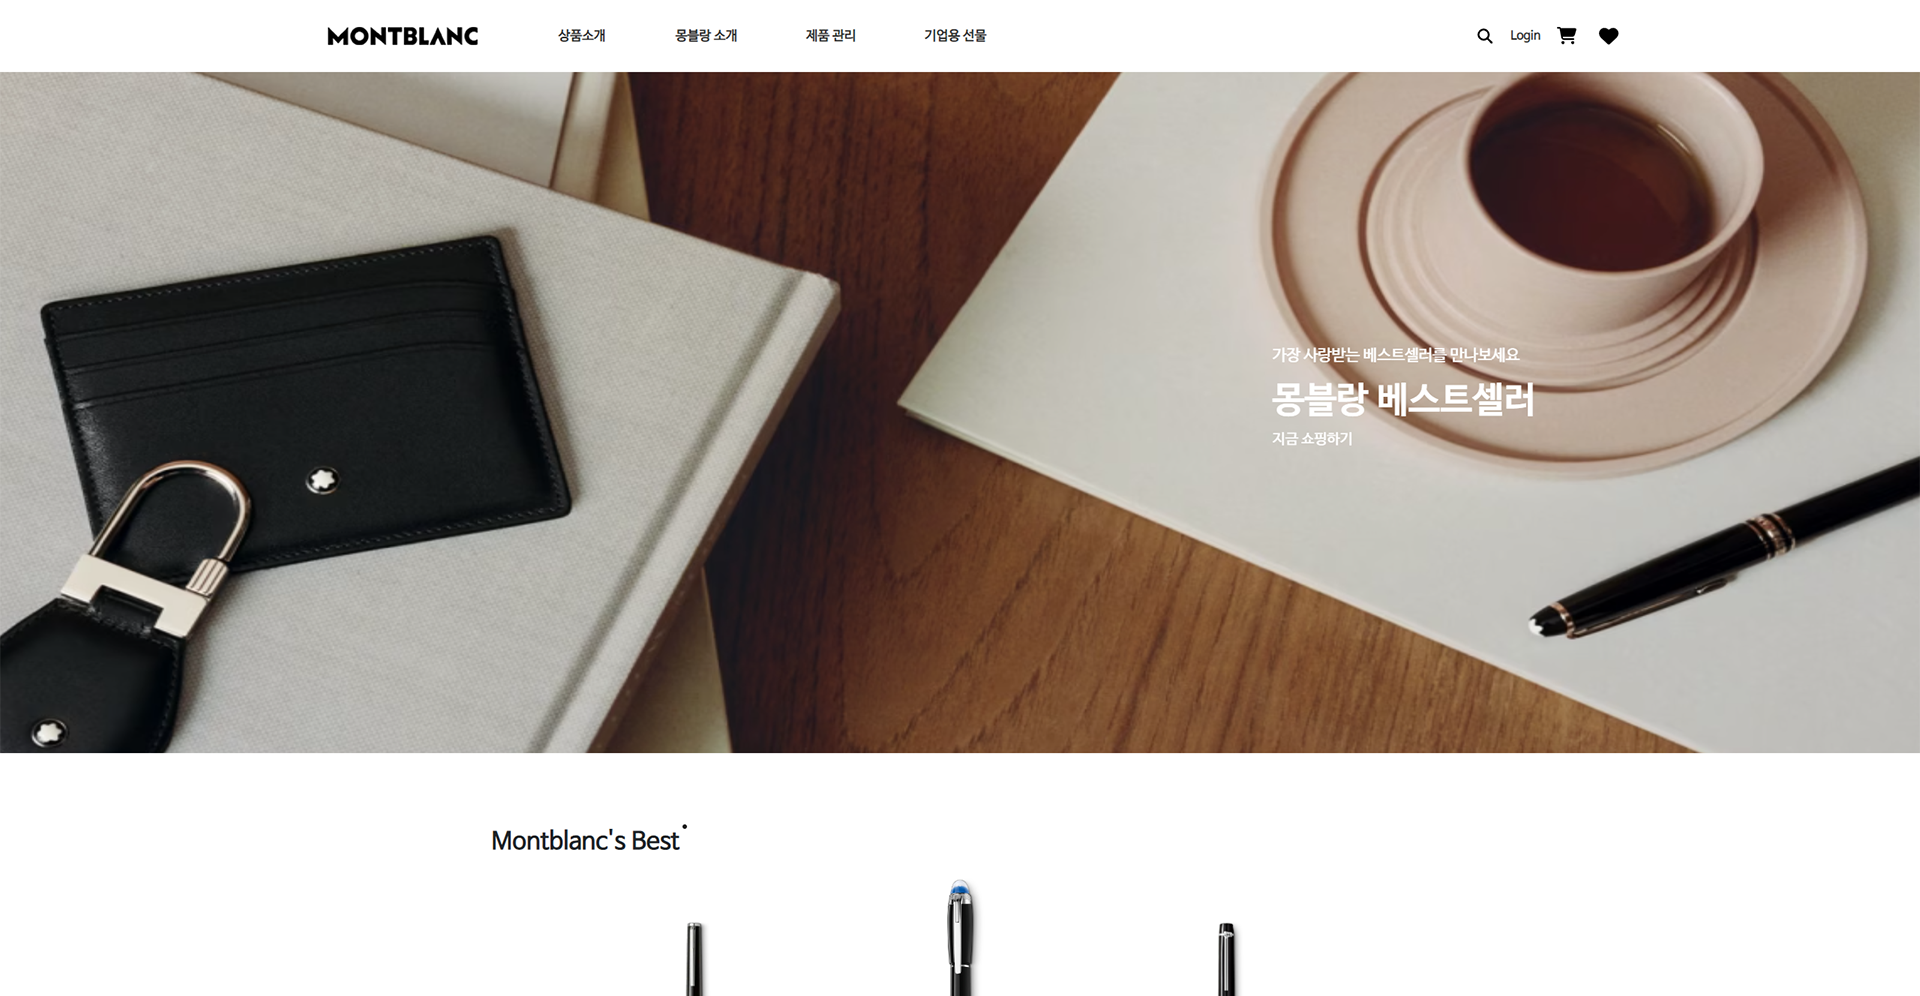 MONTBLANC
상품소개
몽블랑 소개
제품 관리
기업용 선물
Login
가장 사랑받는 베스트셀러를 만나보세요
몽블랑 베스트셀러
지금 쇼핑하기
Montblanc's Best